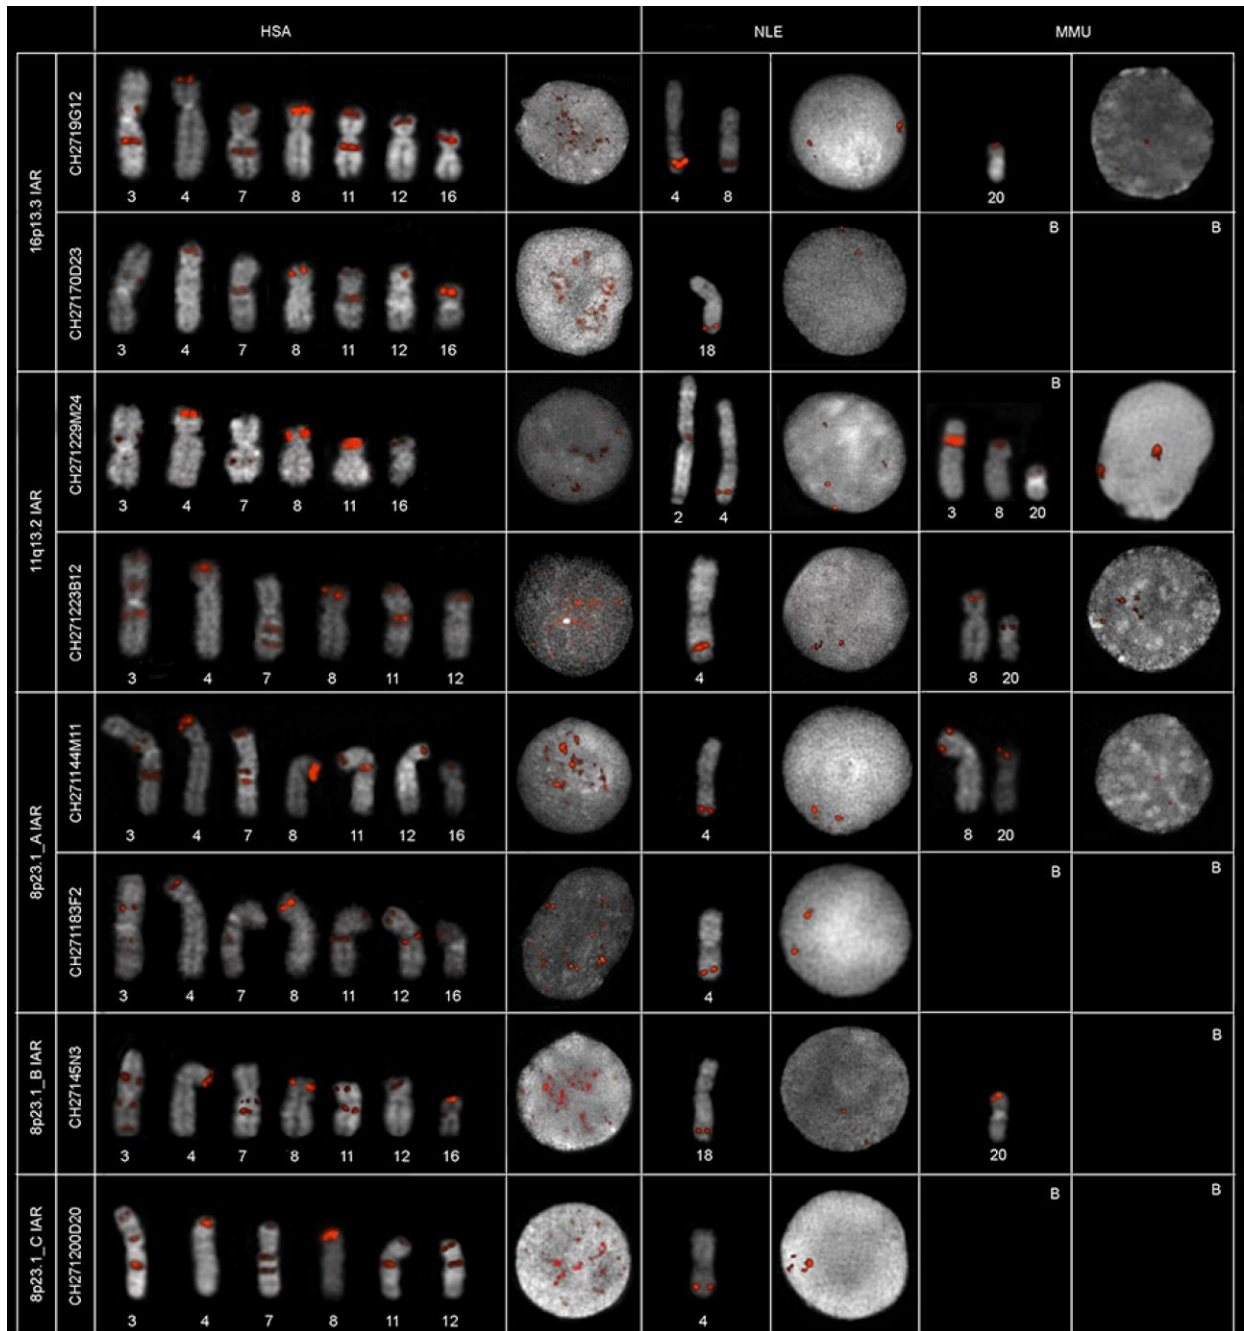 HSA NLE MMU
16p13.3 IAR
CH2719G12
3 4 7 8 11 12 16
4 8
20
CH27170D23
B B
3 4 7 8 11 12 16
18
11q13.2 IAR
CH271229M24
B
3 4 7 8 11 16
2 4
3 8 20
CH271223B12
3 4 7 8 11 12
4
8 20
8p23.1_A IAR
CH271144M11
3 4 7 8 11 12 16
4
8 20
CH271183F2
B B
3 4 7 8 11 12 16
4
8p23.1_B IAR
CH27145N3
B
3 4 7 8 11 12 16
18
20
8p23.1_C IAR
CH271200D20
B B
3 4 7 8 11 12
4